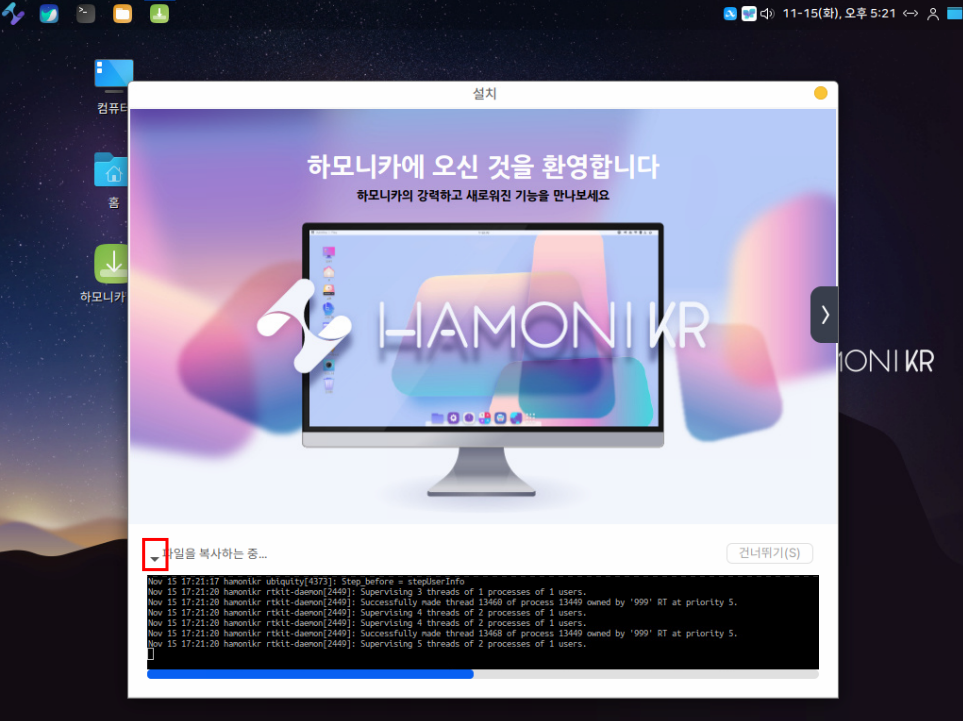 11-15(화), 오후 5:21
컴퓨터
홈
하모니카
설치
하모니카에 오신 것을 환영합니다
하모니카의 강력하고 새로워진 기능을 만나보세요
HAMONIKR
MONIKR
파일을 복사하는 중...
건너뛰기(S)
Nov 15 17:21:17 hamonikr ubiquity[4373]: Step_before = stepUserInfo
Nov 15 17:21:20 hamonikr rtkit-daemon[2449]: Supervising 3 threads of 1 processes of 1 users.
Nov 15 17:21:20 hamonikr rtkit-daemon[2449]: Successfully made thread 13460 of process 13449 owned by '999' RT at priority 5.
Nov 15 17:21:20 hamonikr rtkit-daemon[2449]: Supervising 4 threads of 2 processes of 1 users.
Nov 15 17:21:20 hamonikr rtkit-daemon[2449]: Supervising 4 threads of 2 processes of 1 users.
Nov 15 17:21:20 hamonikr rtkit-daemon[2449]: Successfully made thread 13468 of process 13449 owned by '999' RT at priority 5.
Nov 15 17:21:20 hamonikr rtkit-daemon[2449]: Supervising 5 threads of 2 processes of 1 users.